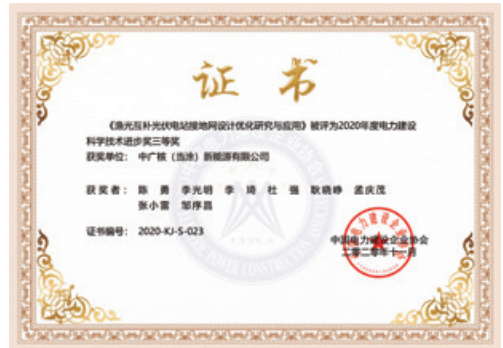 证书
《渔光互补光伏电站接地网设计优化研究与应用》被评为2020年度电力建设
科学技术进步奖三等奖
获奖单位： 中广核（当涂）新能源有限公司
获奖者： 陈勇 李光明 李琦 杜强 耿晓峥 孟庆茂
张小雷 邹序昌
证书编号： 2020-KJ-S-023
中国电力建设企业协会
二零二零年十一月